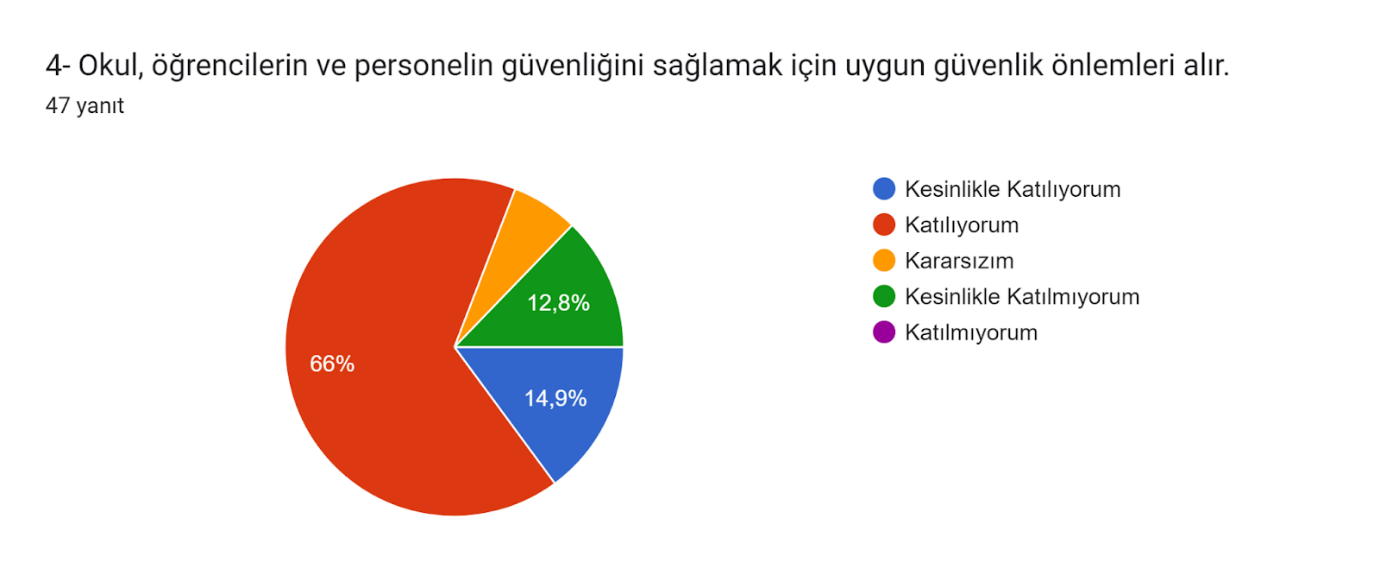 4- Okul, öğrencilerin ve personelin güvenliğini sağlamak için uygun güvenlik önlemleri alır.
47 yanıt
Kesinlikle Katılıyorum
Katılıyorum
Kararsızım
Kesinlikle Katılmıyorum
Katılmıyorum
12,8%
66%
14,9%